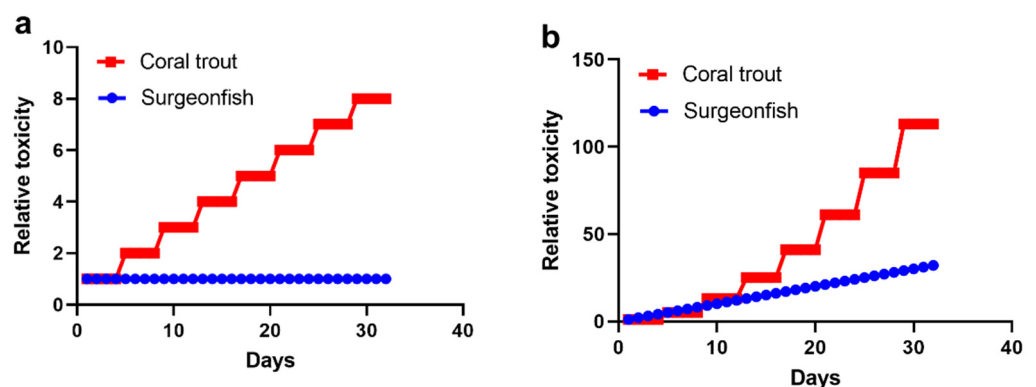 a
10
8
6
4
2
0
Relative toxicity
Coral trout
Surgeonfish
0 10 20 30 40
Days
b
150
100
50
0
Relative toxicity
Coral trout
Surgeonfish
0 10 20 30 40
Days